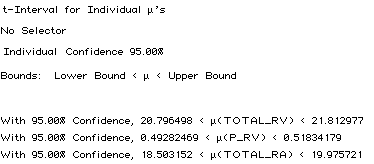 t-Interval for Individual µ's
No Selector
Individual Confidence 95.00%
Bounds: Lower Bound < µ < Upper Bound
With 95.00% Confidence, 20.796498 < µ(TOTAL_RV) < 21.812977
With 95.00% Confidence, 0.49282469 < µ(P_RV) < 0.51834179
With 95.00% Confidence, 18.503152 < µ(TOTAL_RA) < 19.975721